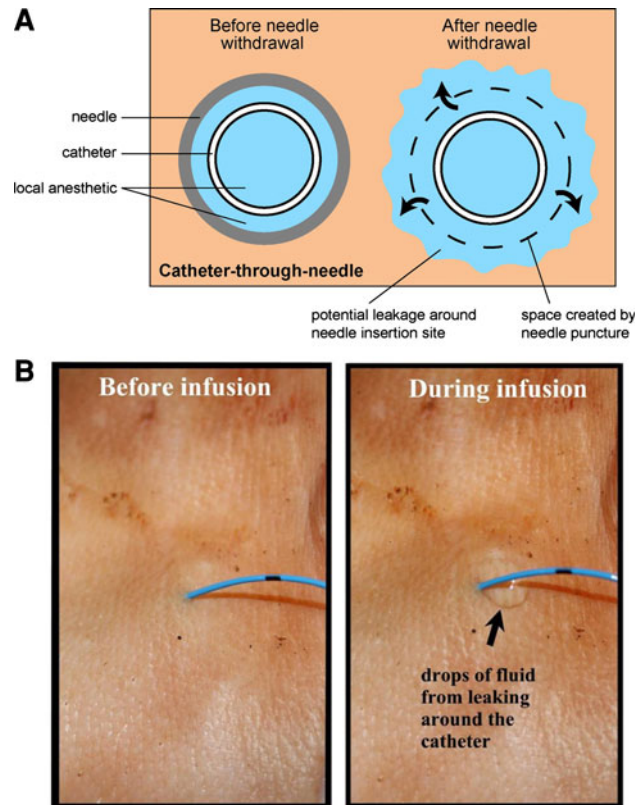 A
Before needle
withdrawal
After needle
withdrawal
needle
catheter
local anesthetic
Catheter-through-needle
potential leakage around
needle insertion site
space created by
needle puncture
B
Before infusion
During infusion
drops of fluid
from leaking
around the
catheter